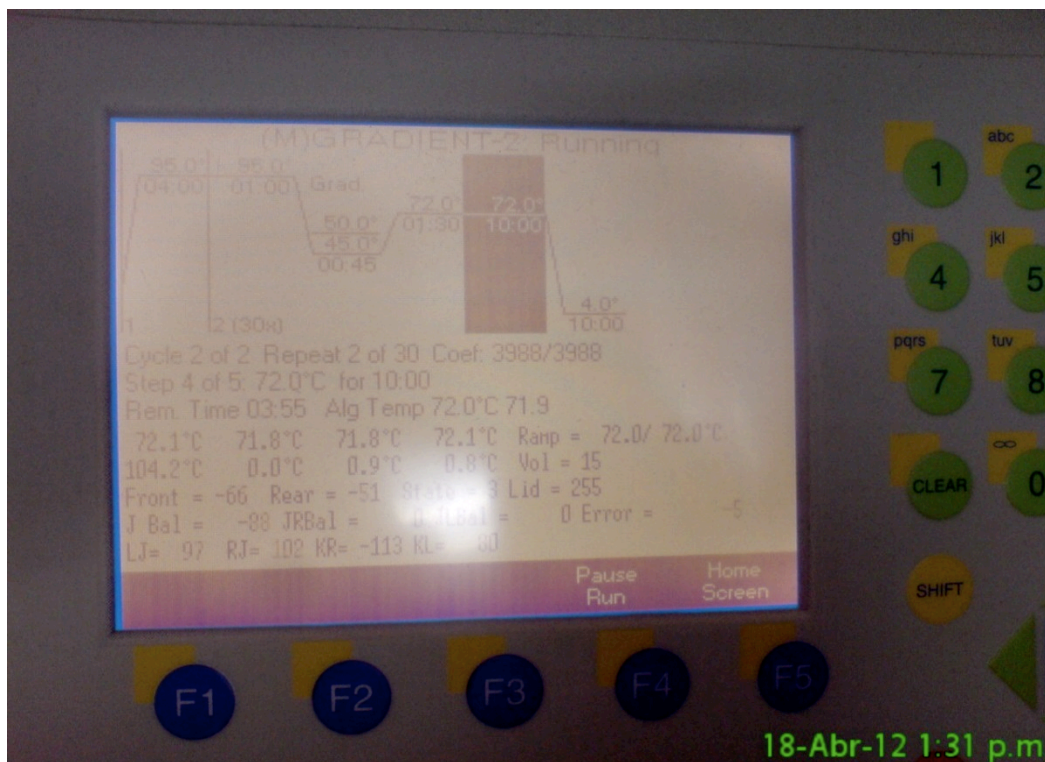 (M)GRADIENT-2 Running
95.0° 95.0°
04:00 01:00 Grad.
72.0° 72.0°
50.0° 01:30 10:00
45.0°
00:45
4.0°
1 2 (30x) 10:00
Cycle 2 of 2 Repeat 2 of 30 Coef: 3988/3988
Step 4 of 5: 72.0°C for 10:00
Rem. Time 03:55 Alg Temp 72.0°C 71.9
72.1°C 71.8°C 71.8°C 72.1°C Ramp = 72.0/ 72.0°C
104.2°C 0.0°C 0.9°C 0.8°C Vol = 15
Front = -66 Rear = -51 State = 3 Lid = 255
J Bal = -88 JRBal = 0 JLBal = 0 Error = -5
LJ= 97 RJ= 102 KR= -113 KL= 80
Pause Home
Run Screen
F1 F2 F3 F4 F5
1 abc 2
ghi 4 jkl 5
pqrs 7 tuv 8
CLEAR ∞ 0
SHIFT
18-Abr-12 1:31 p.m